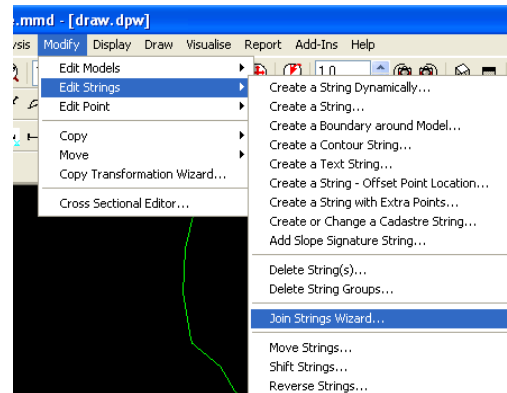 e.mmd - [draw.dpw]
ysis Modify Display Draw Visualise Report Add-Ins Help
1.0
Edit Models
Edit Strings
Edit Point
Copy
Move
Copy Transformation Wizard...
Cross Sectional Editor...
Create a String Dynamically...
Create a String...
Create a Boundary around Model...
Create a Contour String...
Create a Text String...
Create a String - Offset Point Location...
Create a String with Extra Points...
Create or Change a Cadastre String...
Add Slope Signature String...
Delete String(s)...
Delete String Groups...
Join Strings Wizard...
Move Strings...
Shift Strings...
Reverse Strings...